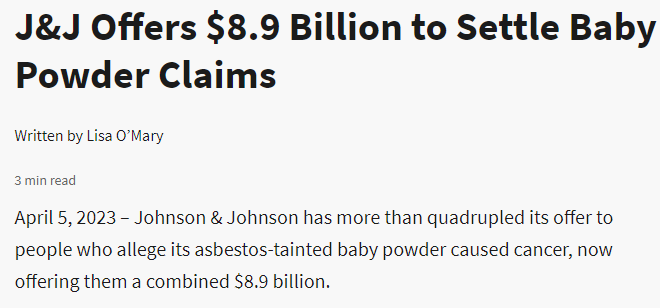 J&J Offers $8.9 Billion to Settle Baby
Powder Claims
Written by Lisa O’Mary
3 min read
April 5, 2023 – Johnson & Johnson has more than quadrupled its offer to
people who allege its asbestos-tainted baby powder caused cancer, now
offering them a combined $8.9 billion.